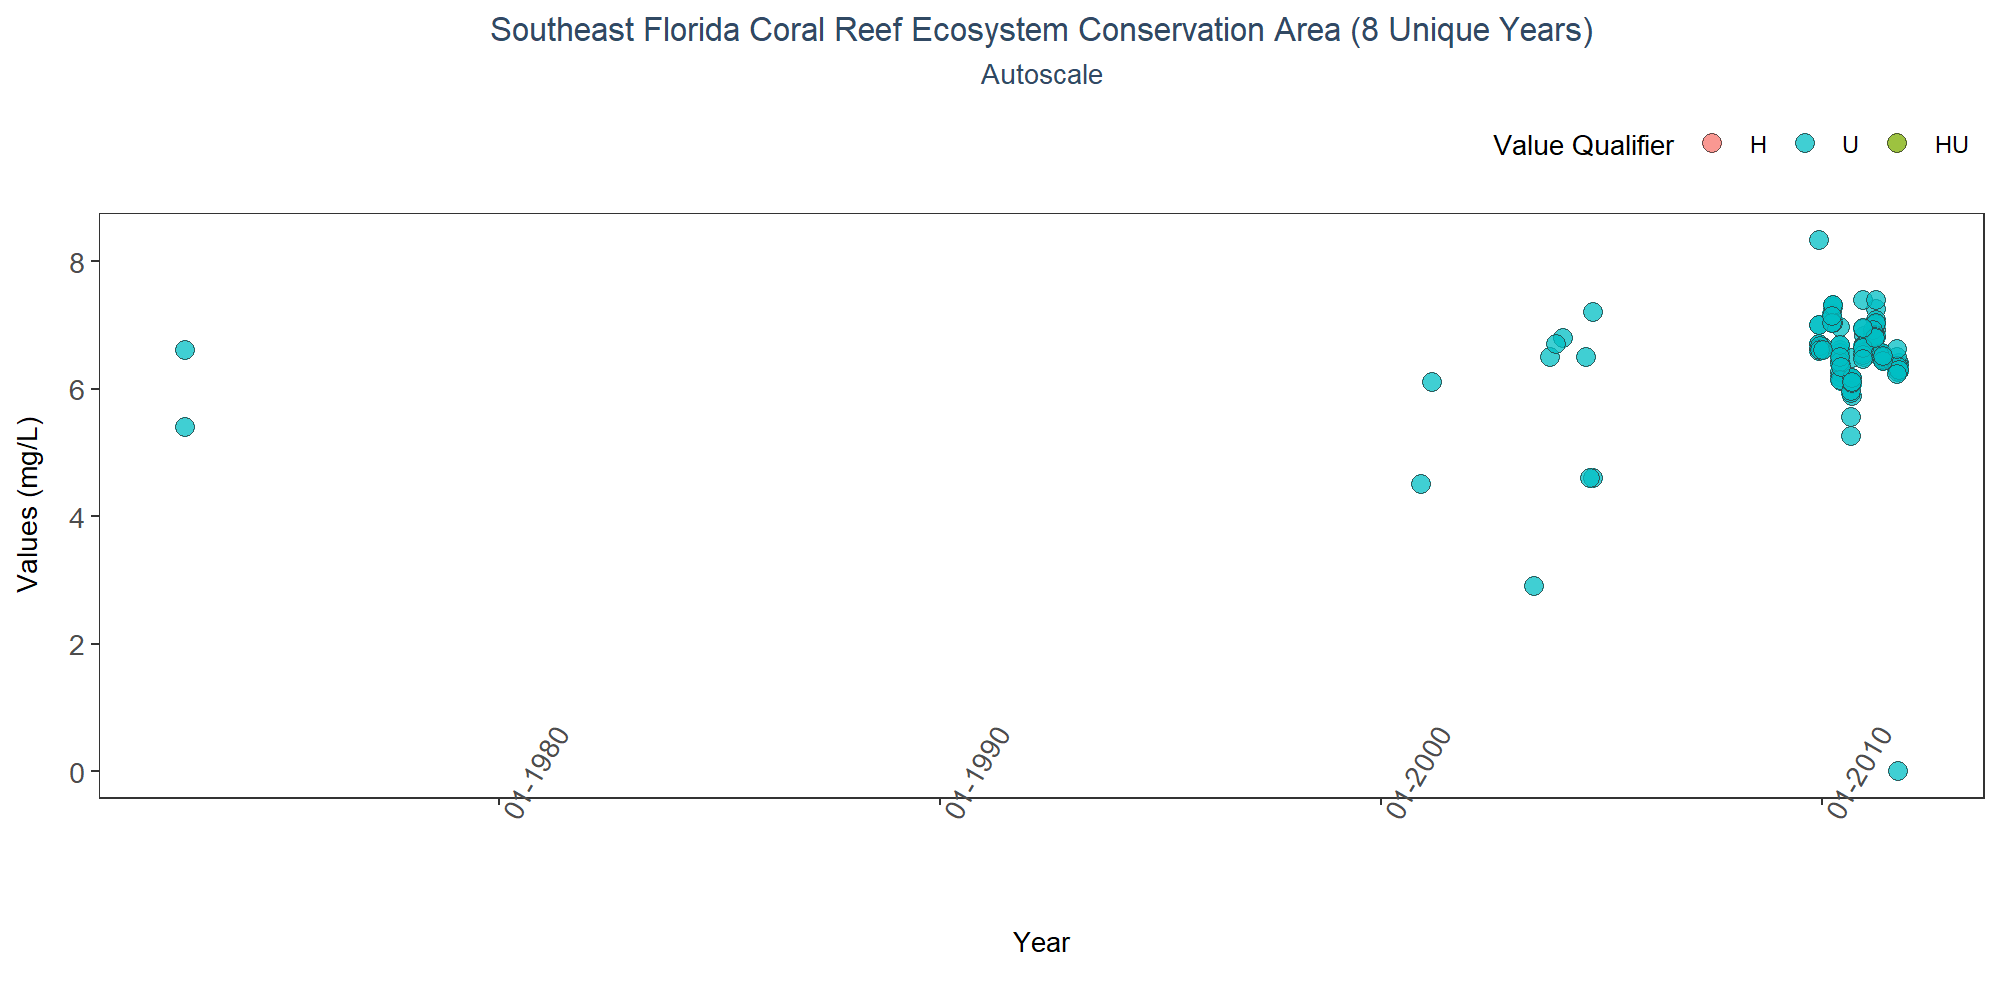 Southeast Florida Coral Reef Ecosystem Conservation Area (8 Unique Years)
Autoscale
Value Qualifier H U HU
Values (mg/L)
8
6
4
2
0
01-1980 01-1990 01-2000 01-2010
Year